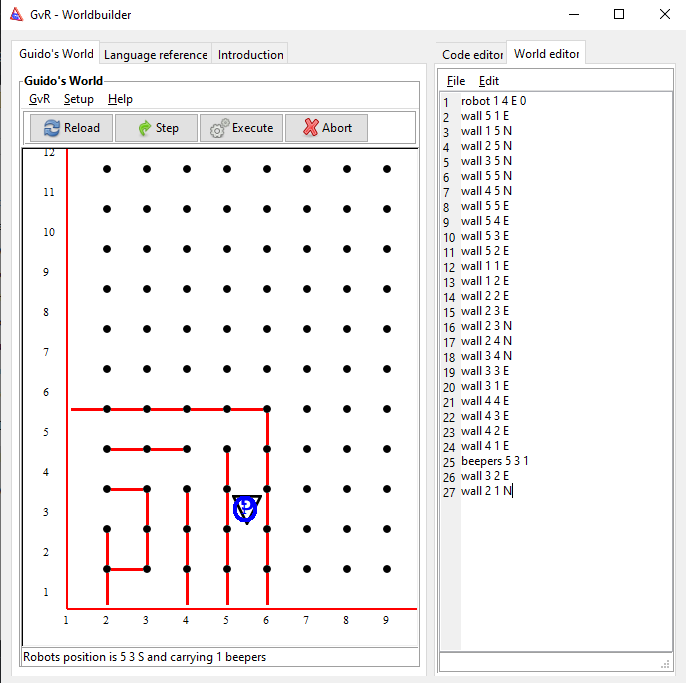 GvR - Worldbuilder
Guido's World Language reference Introduction
Code editor World editor
Guido's World
GvR Setup Help
Reload Step Execute Abort
12
11
10
9
8
7
6
5
4
3
2
1
1 2 3 4 5 6 7 8 9
Robots position is 5 3 S and carrying 1 beepers
File Edit
1 robot 1 4 E 0
2 wall 5 1 E
3 wall 1 5 N
4 wall 2 5 N
5 wall 3 5 N
6 wall 5 5 N
7 wall 4 5 N
8 wall 5 5 E
9 wall 5 4 E
10 wall 5 3 E
11 wall 5 2 E
12 wall 1 1 E
13 wall 1 2 E
14 wall 2 2 E
15 wall 2 3 E
16 wall 2 3 N
17 wall 2 4 N
18 wall 3 4 N
19 wall 3 3 E
20 wall 3 1 E
21 wall 4 4 E
22 wall 4 3 E
23 wall 4 2 E
24 wall 4 1 E
25 beepers 5 3 1
26 wall 3 2 E
27 wall 2 1 N